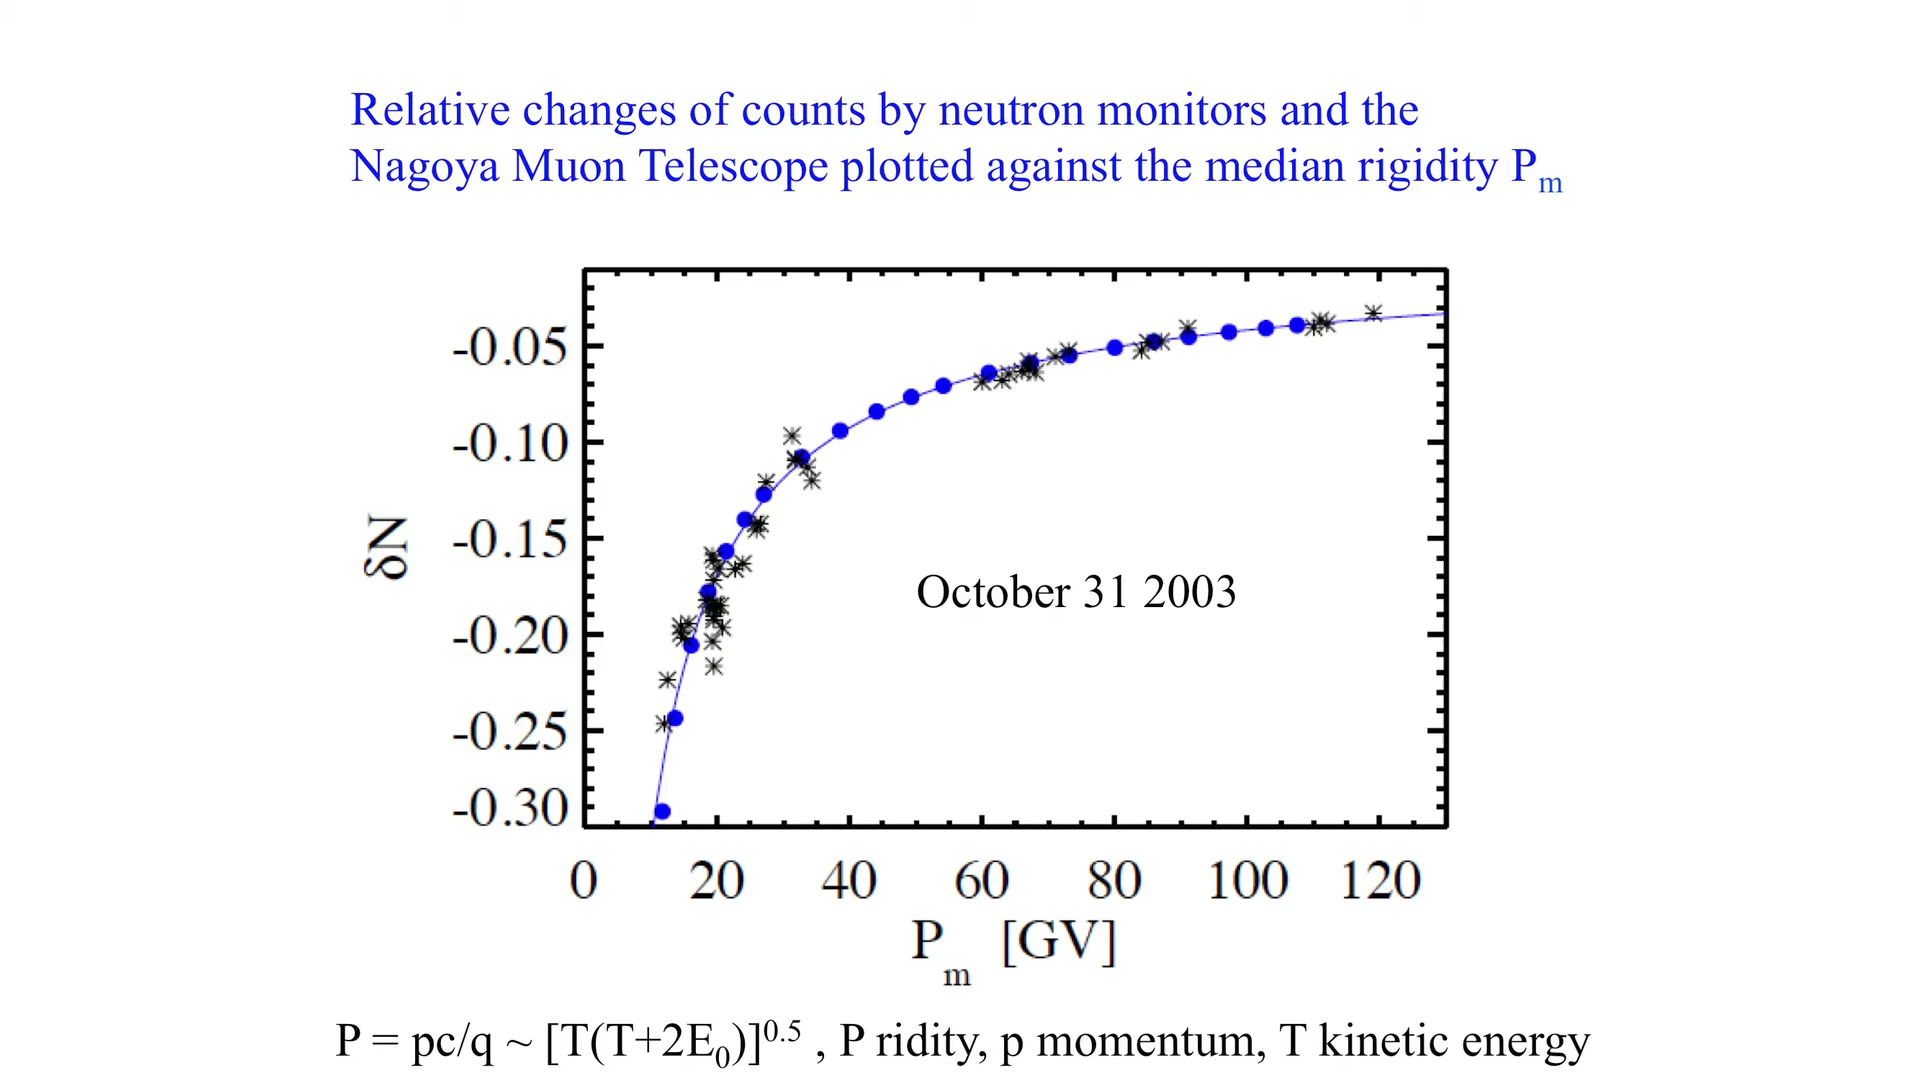 Relative changes of counts by neutron monitors and the
Nagoya Muon Telescope plotted against the median rigidity Pₘ
-0.05
-0.10
-0.15
-0.20
-0.25
-0.30
δN
October 31 2003
0 20 40 60 80 100 120
Pₘ [GV]
P = pc/q ~ [T(T+2E₀)]⁰·⁵ , P ridity, p momentum, T kinetic energy